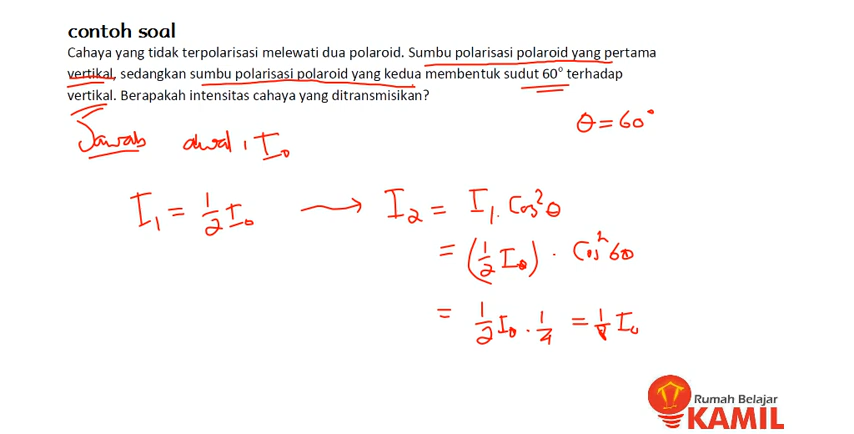 contoh soal
Cahaya yang tidak terpolarisasi melewati dua polaroid. Sumbu polarisasi polaroid yang pertama
vertikal, sedangkan sumbu polarisasi polaroid yang kedua membentuk sudut 60° terhadap
vertikal. Berapakah intensitas cahaya yang ditransmisikan?
θ = 60°
Jawab awal, I₀
I₁ = 1/2 I₀ → I₂ = I₁ . Cos²θ
= (1/2 I₀) . Cos² 60
= 1/2 I₀ . 1/4 = 1/8 I₀
Rumah Belajar
KAMIL